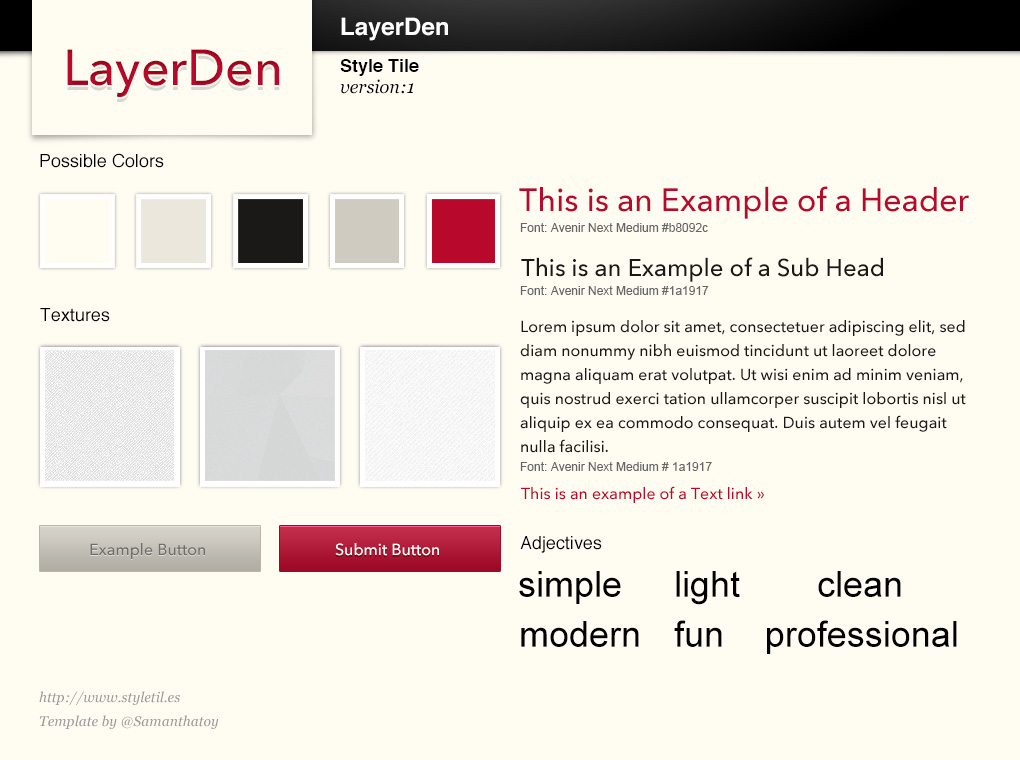 LayerDen
LayerDen
Style Tile
version:1
Possible Colors
Textures
Example Button
Submit Button
This is an Example of a Header
Font: Avenir Next Medium #b8092c
This is an Example of a Sub Head
Font: Avenir Next Medium #1a1917
Lorem ipsum dolor sit amet, consectetuer adipiscing elit, sed
diam nonummy nibh euismod tincidunt ut laoreet dolore
magna aliquam erat volutpat. Ut wisi enim ad minim veniam,
quis nostrud exerci tation ullamcorper suscipit lobortis nisl ut
aliquip ex ea commodo consequat. Duis autem vel feugait
nulla facilisi.
Font: Avenir Next Medium # 1a1917
This is an example of a Text link »
Adjectives
simple light clean
modern fun professional
http://www.styletil.es
Template by @Samanthatoy